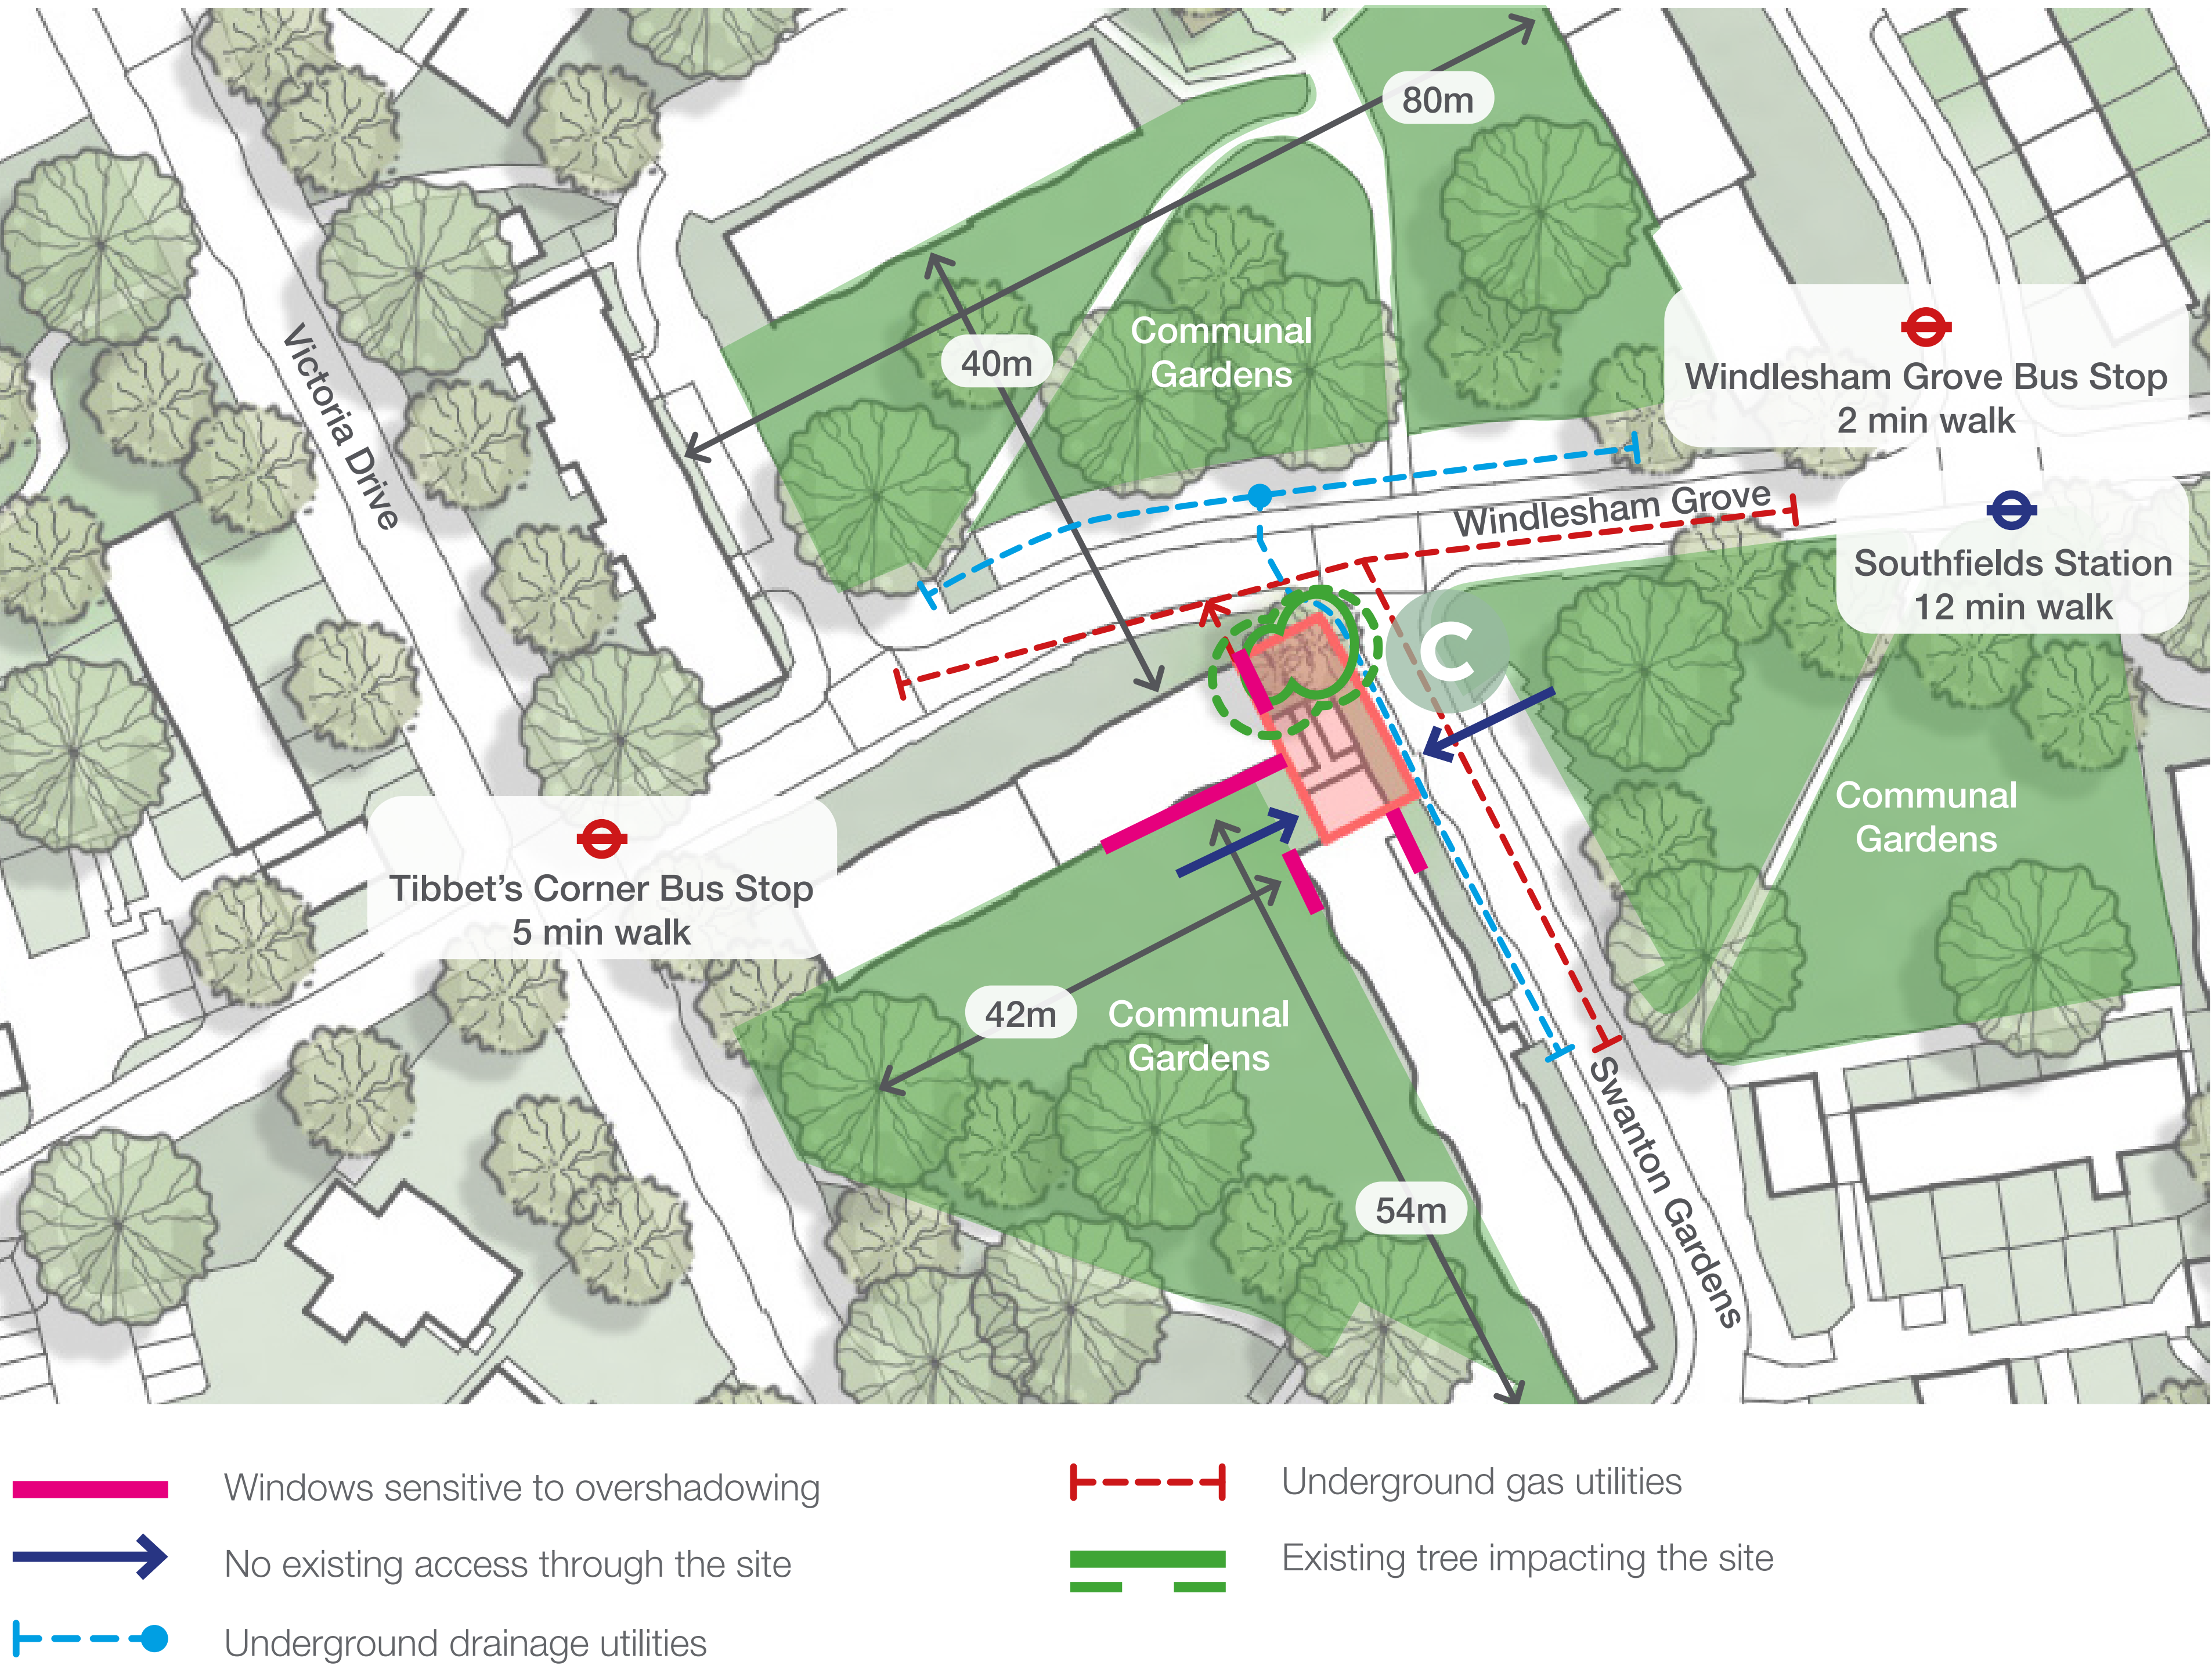 80m
Victoria Drive
Communal
Gardens
40m
Windlesham Grove Bus Stop
2 min walk
Windlesham Grove
Southfields Station
12 min walk
C
Communal
Gardens
Tibbet's Corner Bus Stop
5 min walk
42m
Communal
Gardens
54m
Swanton Gardens
Windows sensitive to overshadowing
No existing access through the site
Underground drainage utilities
Underground gas utilities
Existing tree impacting the site